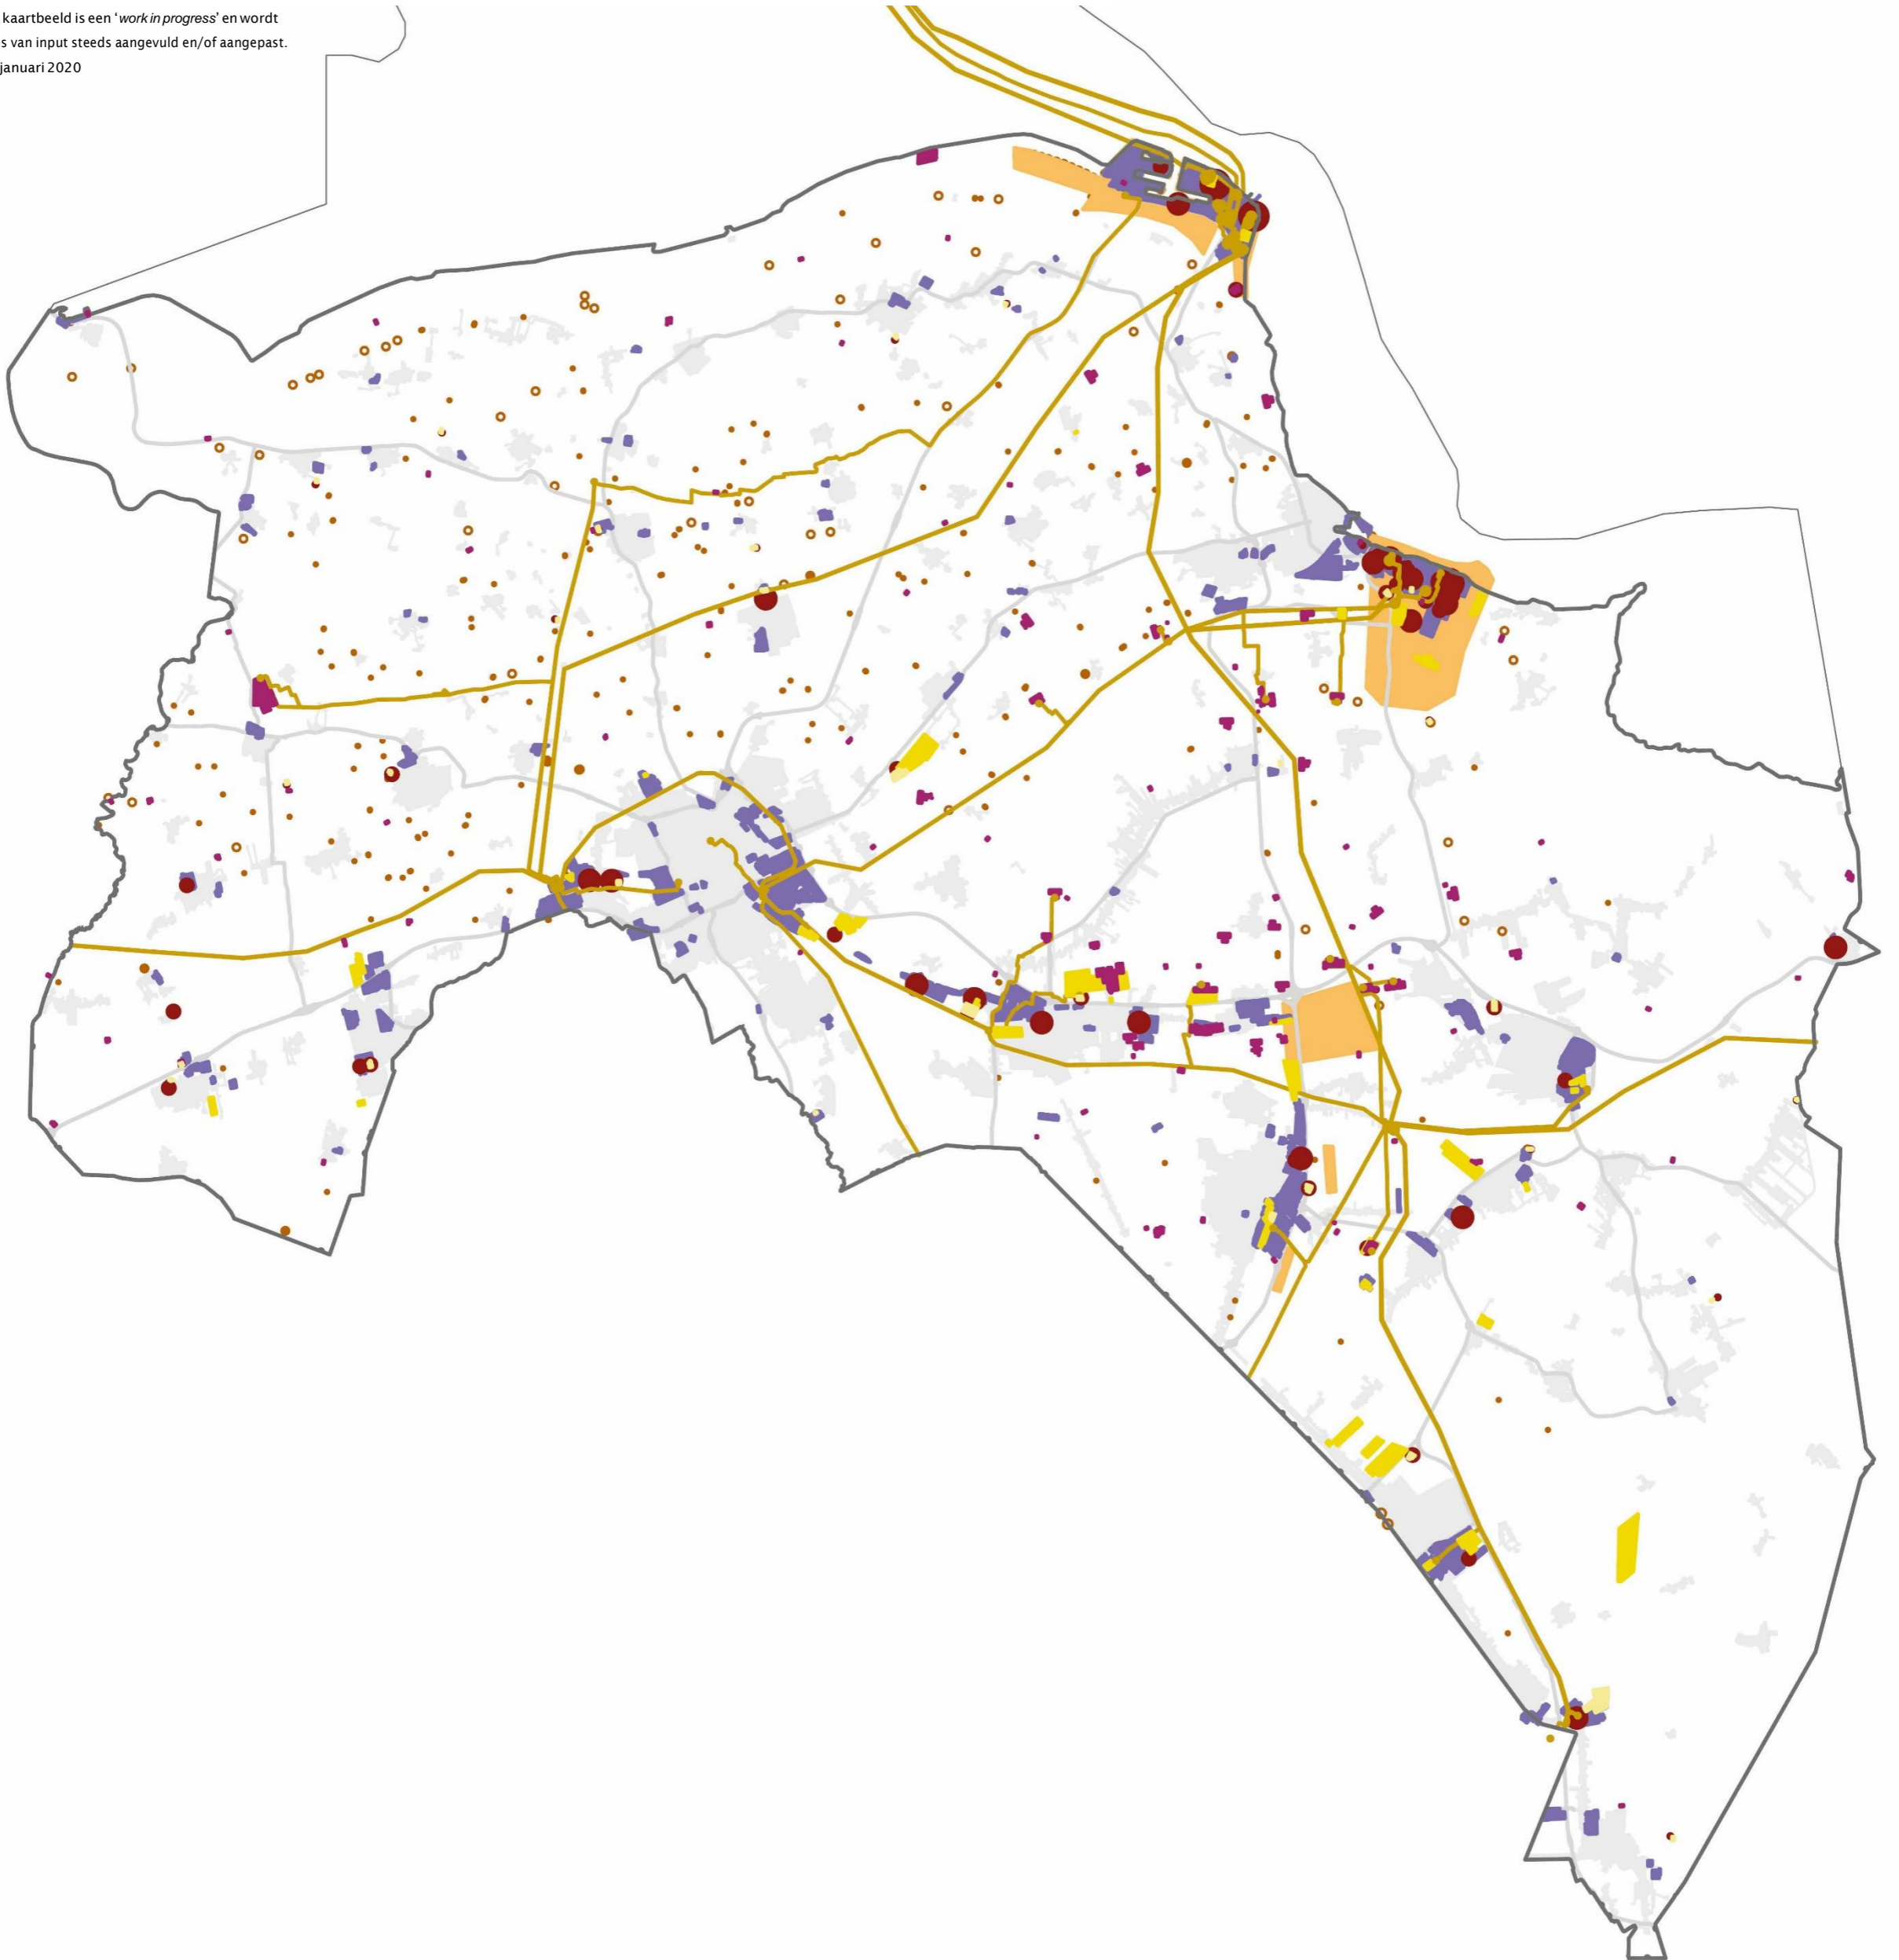 kaartbeeld is een ‘work in progress’ en wordt
s van input steeds aangevuld en/of aangepast.
januari 2020